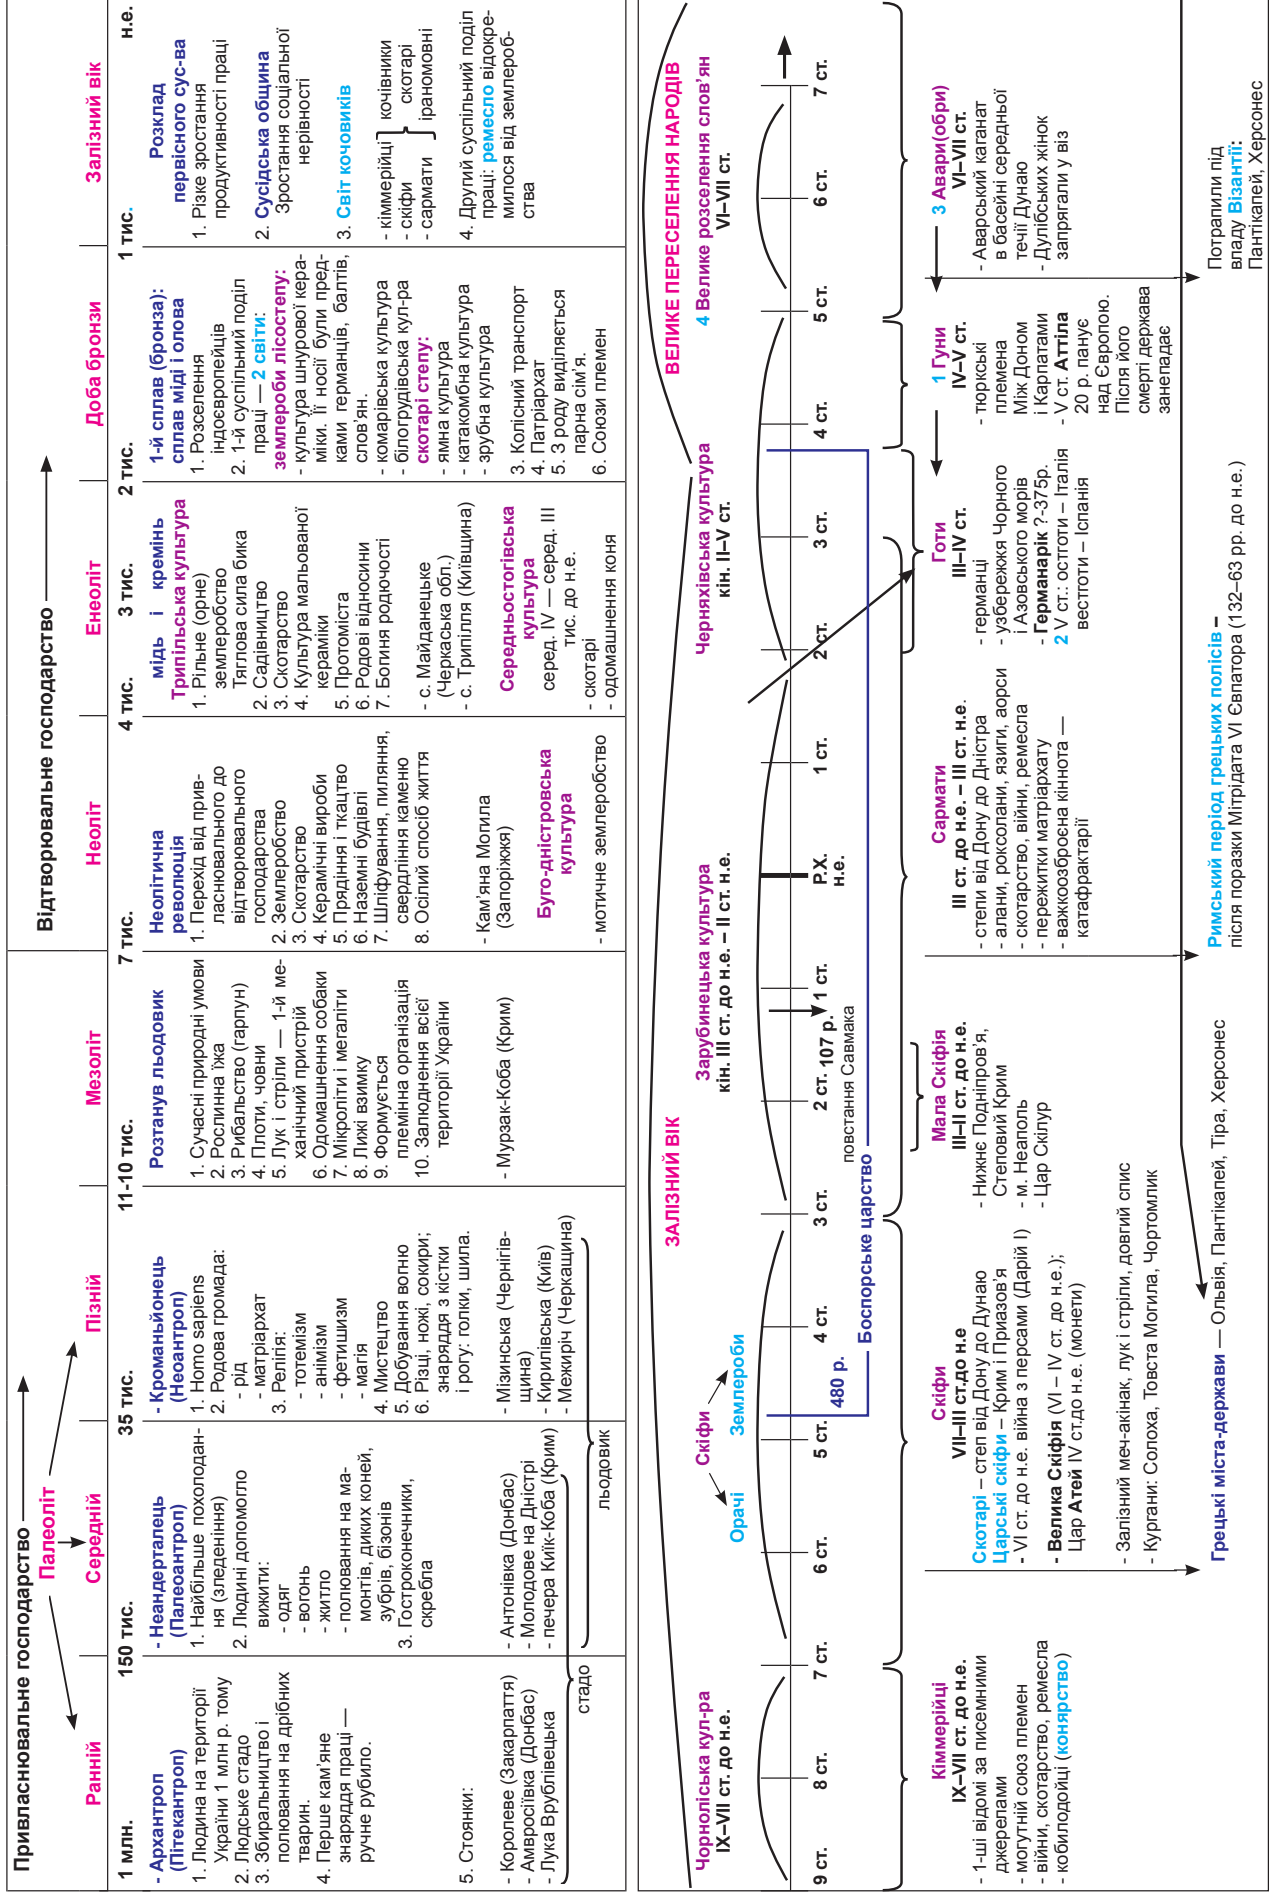 Привласнювальне господарство
Відтворювальне господарство
Палеоліт
Ранній
Середній
Пізній
Мезоліт
Неоліт
Енеоліт
Доба бронзи
Залізний вік
1 млн.
150 тис.
35 тис.
11-10 тис.
7 тис.
4 тис.
3 тис.
2 тис.
1 тис.
н.е.
- Архантроп
(Пітекантроп)
1. Людина на території
України 1 млн р. тому
2. Людське стадо
3. Збиральництво і
полювання на дрібних
тварин.
4. Перше кам’яне
знаряддя праці —
ручне рубило.
5. Стоянки:
- Королеве (Закарпаття)
- Амвросіївка (Донбас)
- Лука Врублівецька
стадо
- Неандерталець
(Палеоантроп)
1. Найбільше похолодан-
ня (зледеніння)
2. Людині допомогло
вижити:
- одяг
- вогонь
- житло
- полювання на ма-
монтів, диких коней,
зубрів, бізонів
3. Гостроконечники,
скребла
- Антонівка (Донбас)
- Молодове на Дністрі
- печера Киїк-Коба (Крим)
льодовик
- Кроманьйонець
(Неоантроп)
1. Homo sapiens
2. Родова громада:
- рід
- матріархат
3. Релігія:
- тотемізм
- анімізм
- фетишизм
- магія
4. Мистецтво
5. Добування вогню
6. Різці, ножі, сокири;
знаряддя з кістки
і рогу: голки, шила.
- Мізинська (Чернігів-
щина)
- Кирилівська (Київ)
- Межиріч (Черкащина)
Розтанув льодовик
1. Сучасні природні умови
2. Рослинна їжа
3. Рибальство (гарпун)
4. Плоти, човни
5. Лук і стріли — 1-й ме-
ханічний пристрій
6. Одомашнення собаки
7. Мікроліти і мегаліти
8. Лижі взимку
9. Формується
племінна організація
10. Залюднення всієї
території України
- Мурзак-Коба (Крим)
Неолітична
революція
1. Перехід від прив-
ласнювального до
відтворювального
господарства
2. Землеробство
3. Скотарство
4. Керамічні вироби
5. Прядіння і ткацтво
6. Наземні будівлі
7. Шліфування, пиляння,
свердління каменю
8. Осілий спосіб життя
- Кам’яна Могила
(Запоріжжя)
Буго-дністровська
культура
- мотичне землеробство
мідь і кремінь
Трипільська культура
1. Рільне (орне)
землеробство
Тяглова сила бика
2. Садівництво
3. Скотарство
4. Культура мальованої
кераміки
5. Протоміста
6. Родові відносини
7. Богиня родючості
- с. Майданецьке
(Черкаська обл.)
- с. Трипілля (Київщина)
Середньостогівська
культура
серед. IV — серед. III
тис. до н.е.
- скотарі
- одомашнення коня
1-й сплав (бронза):
сплав міді і олова
1. Розселення
індоєвропейців
2. 1-й суспільний поділ
праці — 2 світи:
землероби лісостепу:
- культура шнурової кера-
міки. Її носії були пред-
ками германців, балтів,
слов’ян.
- комарівська культура
- білогрудівська кул-ра
скотарі степу:
- ямна культура
- катакомбна культура
- зрубна культура
3. Колісний транспорт
4. Патріархат
5. З роду виділяється
парна сім’я.
6. Союзи племен
Розклад
первісного сус-ва
1. Різке зростання
продуктивності праці
2. Сусідська община
Зростання соціальної
нерівності
3. Світ кочовиків
- кіммерійці
- скіфи
- сармати
кочівники
скотарі
іраномовні
4. Другий суспільний поділ
праці: ремесло відокре-
милося від землероб-
ства
ЗАЛІЗНИЙ ВІК
ВЕЛИКЕ ПЕРЕСЕЛЕННЯ НАРОДІВ
Чорноліська кул-ра
IX–VII ст. до н.е.
Скіфи
Орачі
Землероби
Зарубинецька культура
кін. III ст. до н.е. – II ст. н.е.
Черняхівська культура
кін. II–V ст.
4 Велике розселення слов’ян
VI–VII ст.
9 ст.
8 ст.
7 ст.
6 ст.
5 ст.
4 ст.
3 ст.
2 ст.
1 ст.
Р.Х.
н.е.
1 ст.
2 ст.
3 ст.
4 ст.
5 ст.
6 ст.
7 ст.
480 р.
Боспорське царство
107 р.
повстання Савмака
Кіммерійці
IX–VII ст. до н.е.
- 1-ші відомі за писемними
джерелами
- могутній союз племен
- війни, скотарство, ремесла
- кобилодойці (конярство)
Скіфи
VII–III ст.до н.е
Скотарі – степ від Дону до Дунаю
Царські скіфи – Крим і Приазов’я
- VI ст. до н.е. війна з персами (Дарій І)
- Велика Скіфія (VI – IV ст. до н.е.);
Цар Атей IV ст.до н.е. (монети)
- Залізний меч-акінак, лук і стріли, довгий спис
- Кургани: Солоха, Товста Могила, Чортомлик
Мала Скіфія
III–II ст. до н.е.
- Нижнє Подніпров’я,
Степовий Крим
- м. Неаполь
- Цар Скілур
Сармати
III ст. до н.е. – III ст. н.е.
- степи від Дону до Дністра
- алани, роксолани, язиги, аорси
- скотарство, війни, ремесла
- пережитки матріархату
- важкоозброєна кіннота —
катафрактарії
Готи
III–IV ст.
- германці
- узбережжя Чорного
і Азовського морів
- Германарік ?-375р.
2 V ст.: остготи – Італія
вестготи – Іспанія
1 Гуни
IV–V ст.
- тюркські
племена
Між Доном
і Карпатами
- V ст. Аттіла
20 р. панує
над Європою.
Після його
смерті держава
занепадає
3 Авари(обри)
VI–VII ст.
- Аварський каганат
в басейні середньої
течії Дунаю
- Дулібських жінок
запрягали у віз
Грецькі міста-держави — Ольвія, Пантікапей, Тіра, Херсонес
Римський період грецьких полісів –
після поразки Мітрідата VI Євпатора (132–63 рр. до н.е.)
Потрапили під
владу Візантії:
Пантікапей, Херсонес